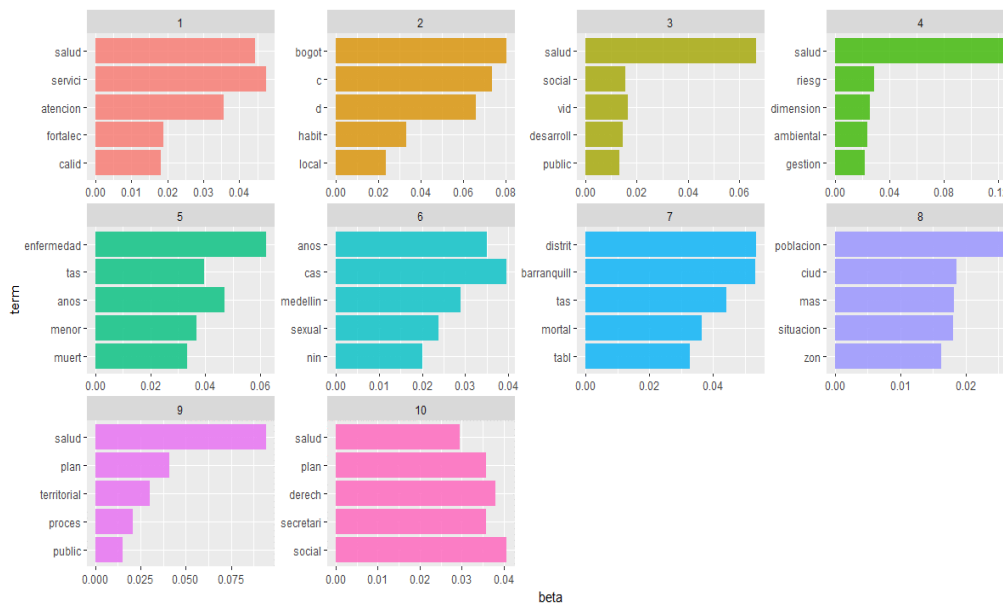 1
salud
servici
atencion
fortalec
calid
0.00 0.02 0.03 0.04
2
bogot
c
d
habit
local
0.00 0.02 0.04 0.06 0.08
3
salud
social
vid
desarroll
public
0.00 0.02 0.04 0.06
4
salud
riesg
dimension
ambiental
gestion
0.00 0.04 0.08 0.12
5
enfermedad
tas
anos
menor
muert
0.00 0.02 0.04 0.06
6
anos
cas
medellin
sexual
nin
0.00 0.01 0.02 0.03 0.04
7
distrit
barranquill
tas
mortal
tabl
0.00 0.02 0.04
8
poblacion
ciud
mas
situacion
zon
0.00 0.01 0.02
9
salud
plan
territorial
proces
public
0.000 0.025 0.050 0.075
10
salud
plan
derech
secretari
social
0.00 0.01 0.02 0.03 0.04
term
beta